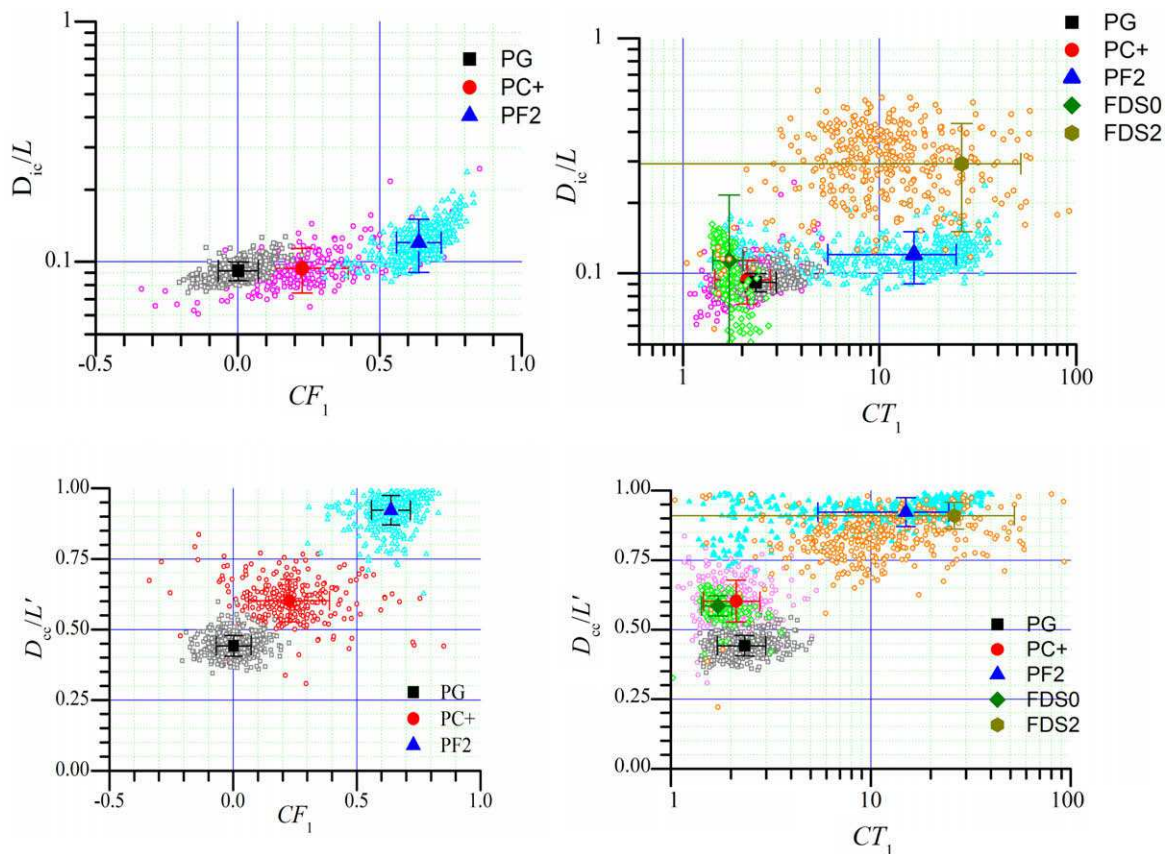 1
PG
PC+
PF2
D_ic/L
0.1
-0.5 0.0 0.5 1.0
CF_1
1
PG
PC+
PF2
FDS0
FDS2
D_ic/L
0.1
1 10 100
CT_1
1.00
0.75
D_cc/L'
0.50
PG
PC+
PF2
0.25
0.00
-0.5 0.0 0.5 1.0
CF_1
1.00
0.75
D_cc/L'
0.50
PG
PC+
PF2
FDS0
FDS2
0.25
0.00
1 10 100
CT_1